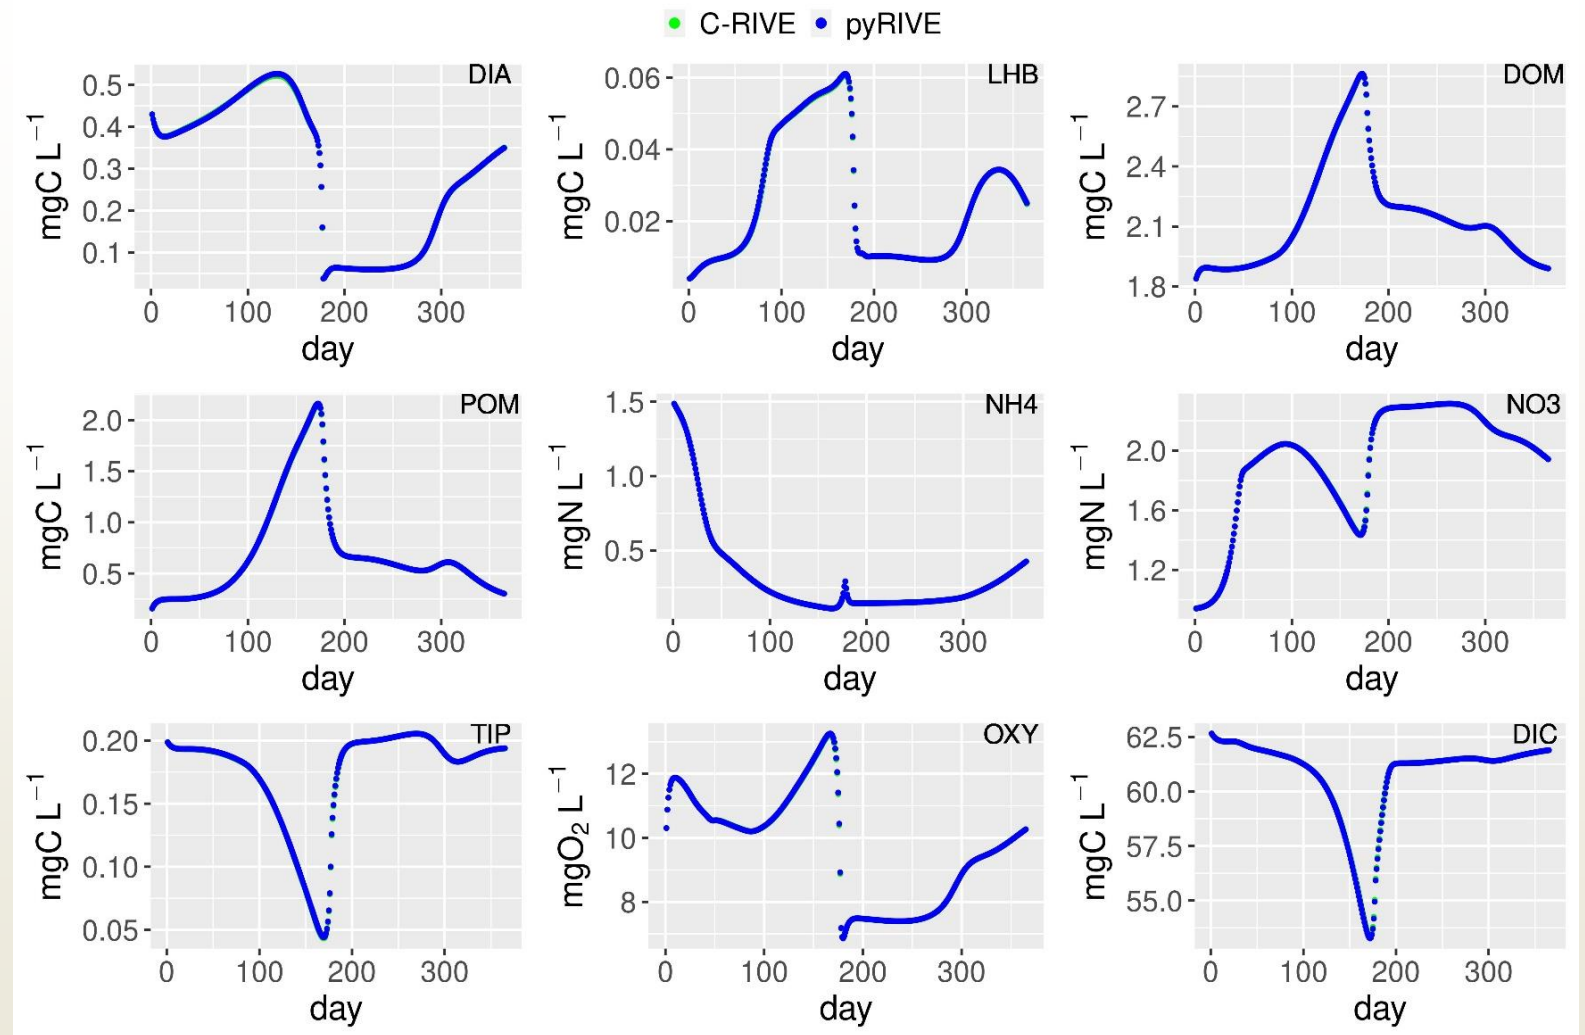 C-RIVE pyRIVE
DIA
mgC L⁻¹
0.5
0.4
0.3
0.2
0.1
0 100 200 300
day
LHB
mgC L⁻¹
0.06
0.04
0.02
0 100 200 300
day
DOM
mgC L⁻¹
2.7
2.4
2.1
1.8
0 100 200 300
day
POM
mgC L⁻¹
2.0
1.5
1.0
0.5
0 100 200 300
day
NH4
mgN L⁻¹
1.5
1.0
0.5
0 100 200 300
day
NO3
mgN L⁻¹
2.0
1.6
1.2
0 100 200 300
day
TIP
mgC L⁻¹
0.20
0.15
0.10
0.05
0 100 200 300
day
OXY
mgO₂ L⁻¹
12
10
8
0 100 200 300
day
DIC
mgC L⁻¹
62.5
60.0
57.5
55.0
0 100 200 300
day